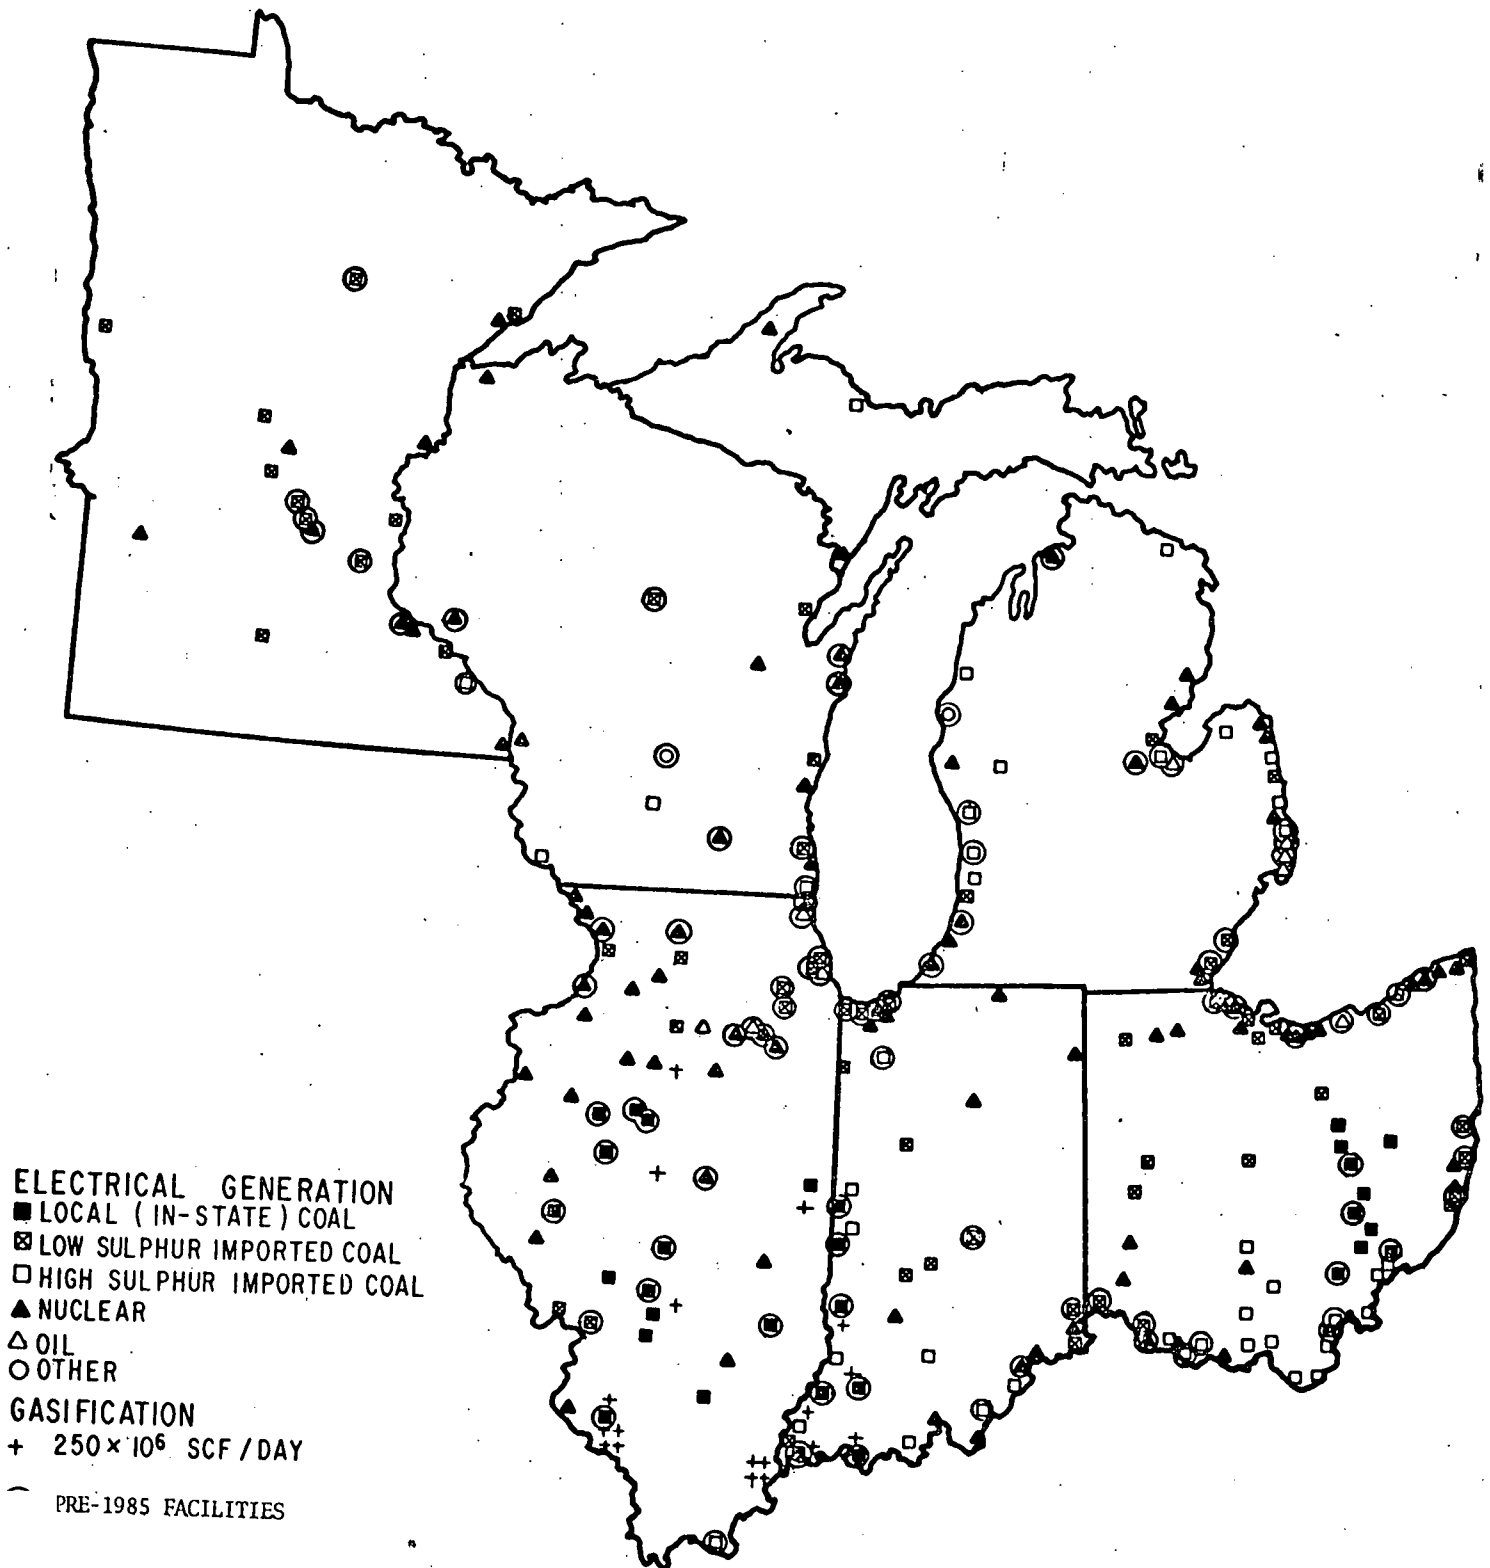 ELECTRICAL GENERATION
LOCAL (IN-STATE) COAL
LOW SULPHUR IMPORTED COAL
HIGH SULPHUR IMPORTED COAL
NUCLEAR
OIL
OTHER
GASIFICATION
+ 250×10⁶ SCF/DAY
PRE-1985 FACILITIES